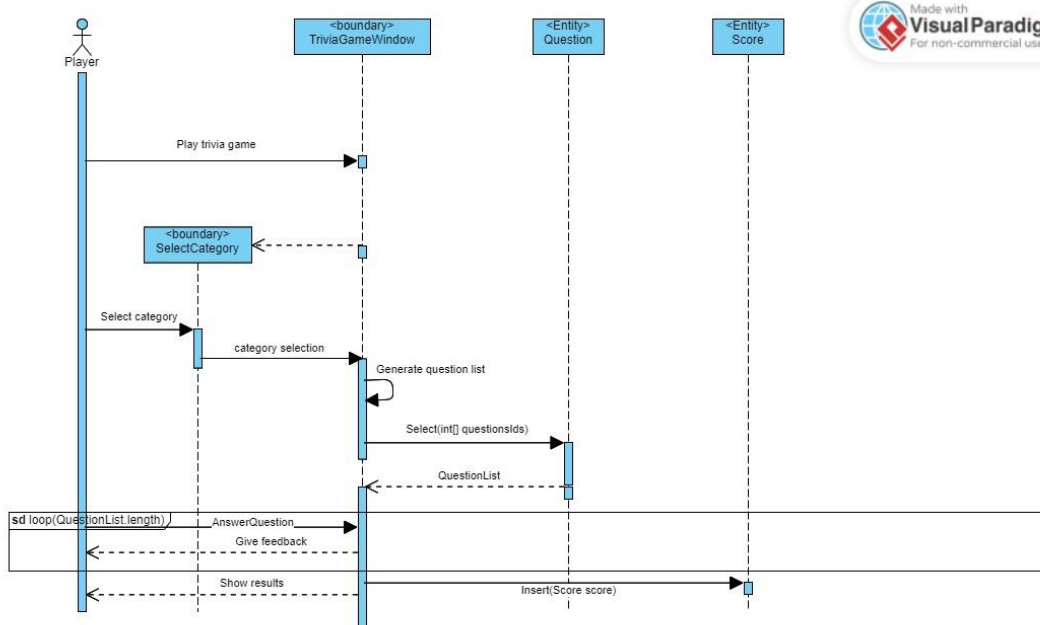 Made with
Visual Paradig
For non-commercial use
<boundary>
TriviaGameWindow
<Entity>
Question
<Entity>
Score
Player
Play trivia game
<boundary>
SelectCategory
Select category
category selection
Generate question list
Select(int[] questionsIds)
QuestionList
sd loop(QuestionList.length)
AnswerQuestion
Give feedback
Show results
Insert(Score score)